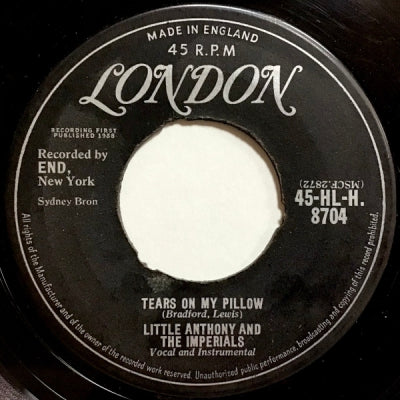 MADE IN ENGLAND
45 R.P.M
LONDON
RECORDING FIRST
PUBLISHED 1958
Recorded by
END,
New York
Sydney Bron
(MSCF.2872)
45-HL-H.
8704
TEARS ON MY PILLOW
(Bradford, Lewis)
LITTLE ANTHONY AND
THE IMPERIALS
Vocal and Instrumental
All rights of the Manufacturer and of the owner of the recorded work reserved. Unauthorised public performance, broadcasting and copying of this record prohibited.